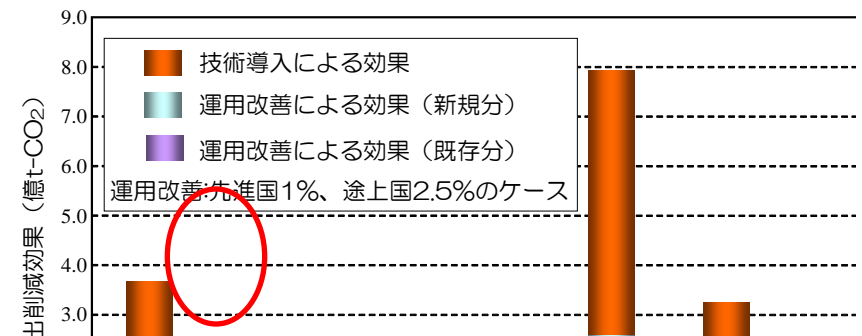 9.0
8.0
7.0
6.0
5.0
4.0
3.0
出削減効果（億t-CO2）
技術導入による効果
運用改善による効果（新規分）
運用改善による効果（既存分）
運用改善:先進国1%、途上国2.5%のケース